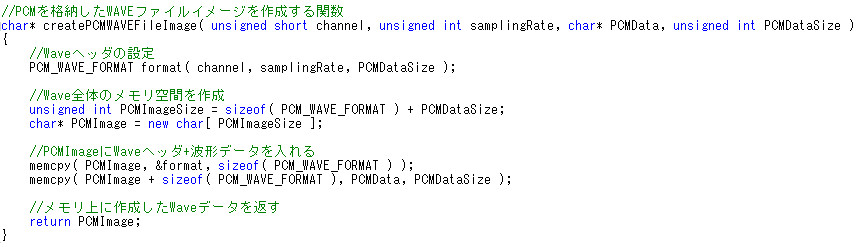 //PCMを格納したWAVEファイルイメージを作成する関数
char* createPCMWAVEFileImage( unsigned short channel, unsigned int samplingRate, char* PCMData, unsigned int PCMDataSize )
{
//Waveヘッダの設定
PCM_WAVE_FORMAT format( channel, samplingRate, PCMDataSize );
//Wave全体のメモリ空間を作成
unsigned int PCMImageSize = sizeof( PCM_WAVE_FORMAT ) + PCMDataSize;
char* PCMImage = new char[ PCMImageSize ];
//PCMImageにWaveヘッダ+波形データを入れる
memcpy( PCMImage, &format, sizeof( PCM_WAVE_FORMAT ) );
memcpy( PCMImage + sizeof( PCM_WAVE_FORMAT ), PCMData, PCMDataSize );
//メモリ上に作成したWaveデータを返す
return PCMImage;
}